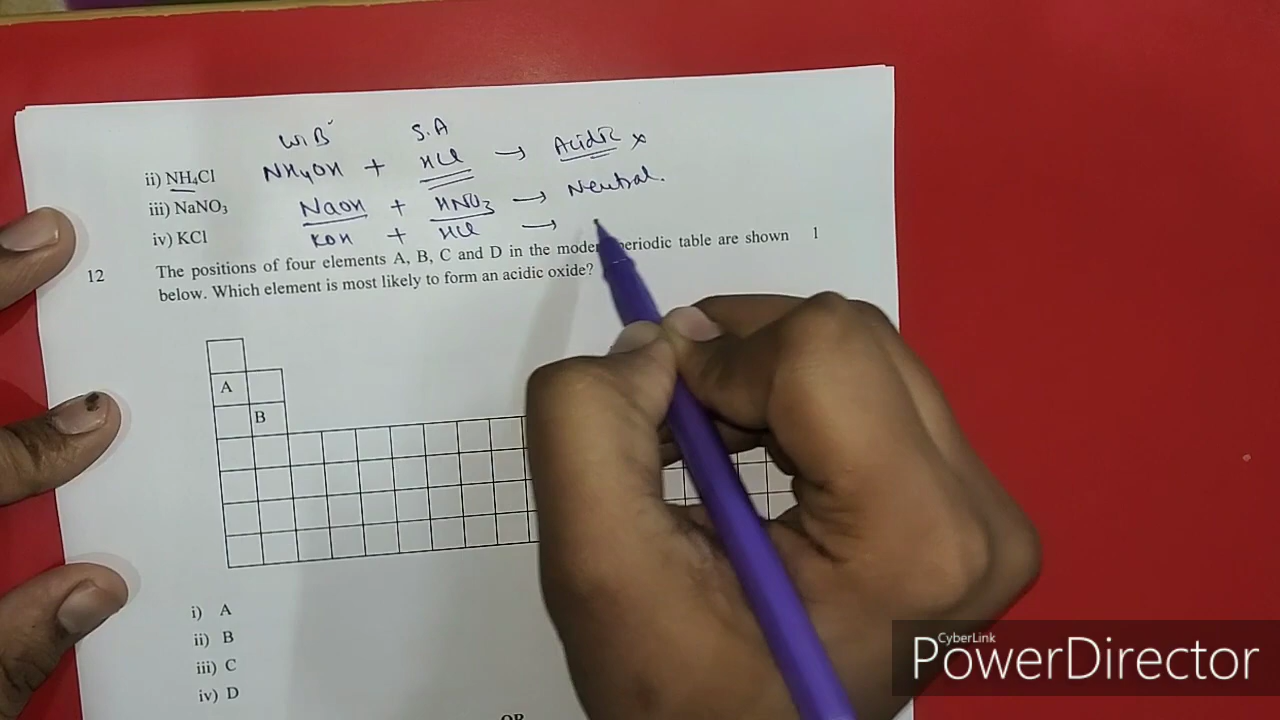 W.B S.A
ii) NH₄Cl NH₄OH + HCl → Acidic ×
iii) NaNO₃ NaOH + HNO₃ → Neutral.
iv) KCl KOH + HCl →
12 The positions of four elements A, B, C and D in the modern periodic table are shown 1
below. Which element is most likely to form an acidic oxide?
A
B
i) A
ii) B
iii) C
iv) D
OR
CyberLink
PowerDirector